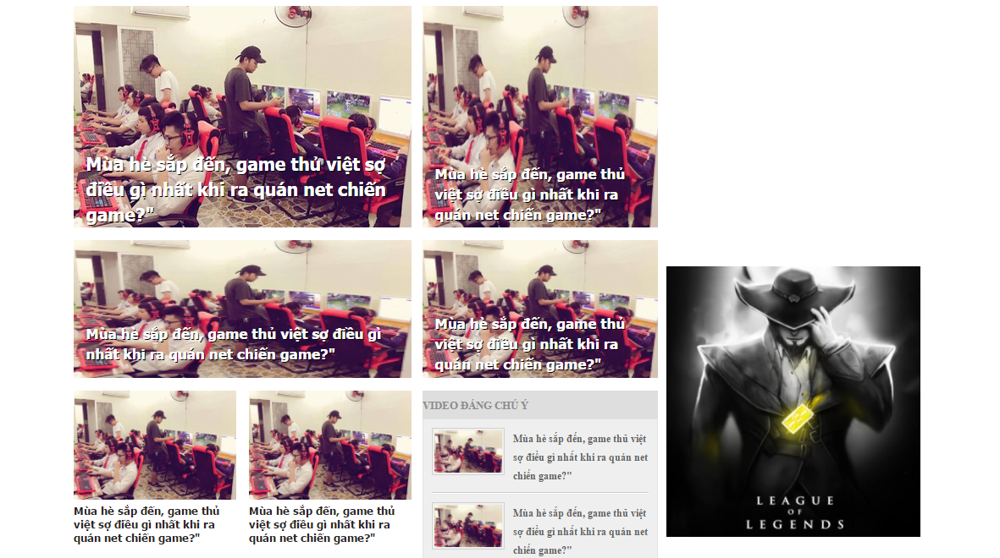 Mùa hè sắp đến, game thủ việt sợ
điều gì nhất khi ra quán net chiến
game?"
Mùa hè sắp đến, game thủ
việt sợ điều gì nhất khi ra
quán net chiến game?"
Mùa hè sắp đến, game thủ việt sợ điều gì
nhất khi ra quán net chiến game?"
Mùa hè sắp đến, game thủ
việt sợ điều gì nhất khi ra
quán net chiến game?"
Mùa hè sắp đến, game thủ
việt sợ điều gì nhất khi ra
quán net chiến game?"
Mùa hè sắp đến, game thủ
việt sợ điều gì nhất khi ra
quán net chiến game?"
VIDEO ĐÁNG CHÚ Ý
Mùa hè sắp đến, game thủ việt
sợ điều gì nhất khi ra quán net
chiến game?"
Mùa hè sắp đến, game thủ việt
sợ điều gì nhất khi ra quán net
chiến game?"
LEAGUE
OF
LEGENDS